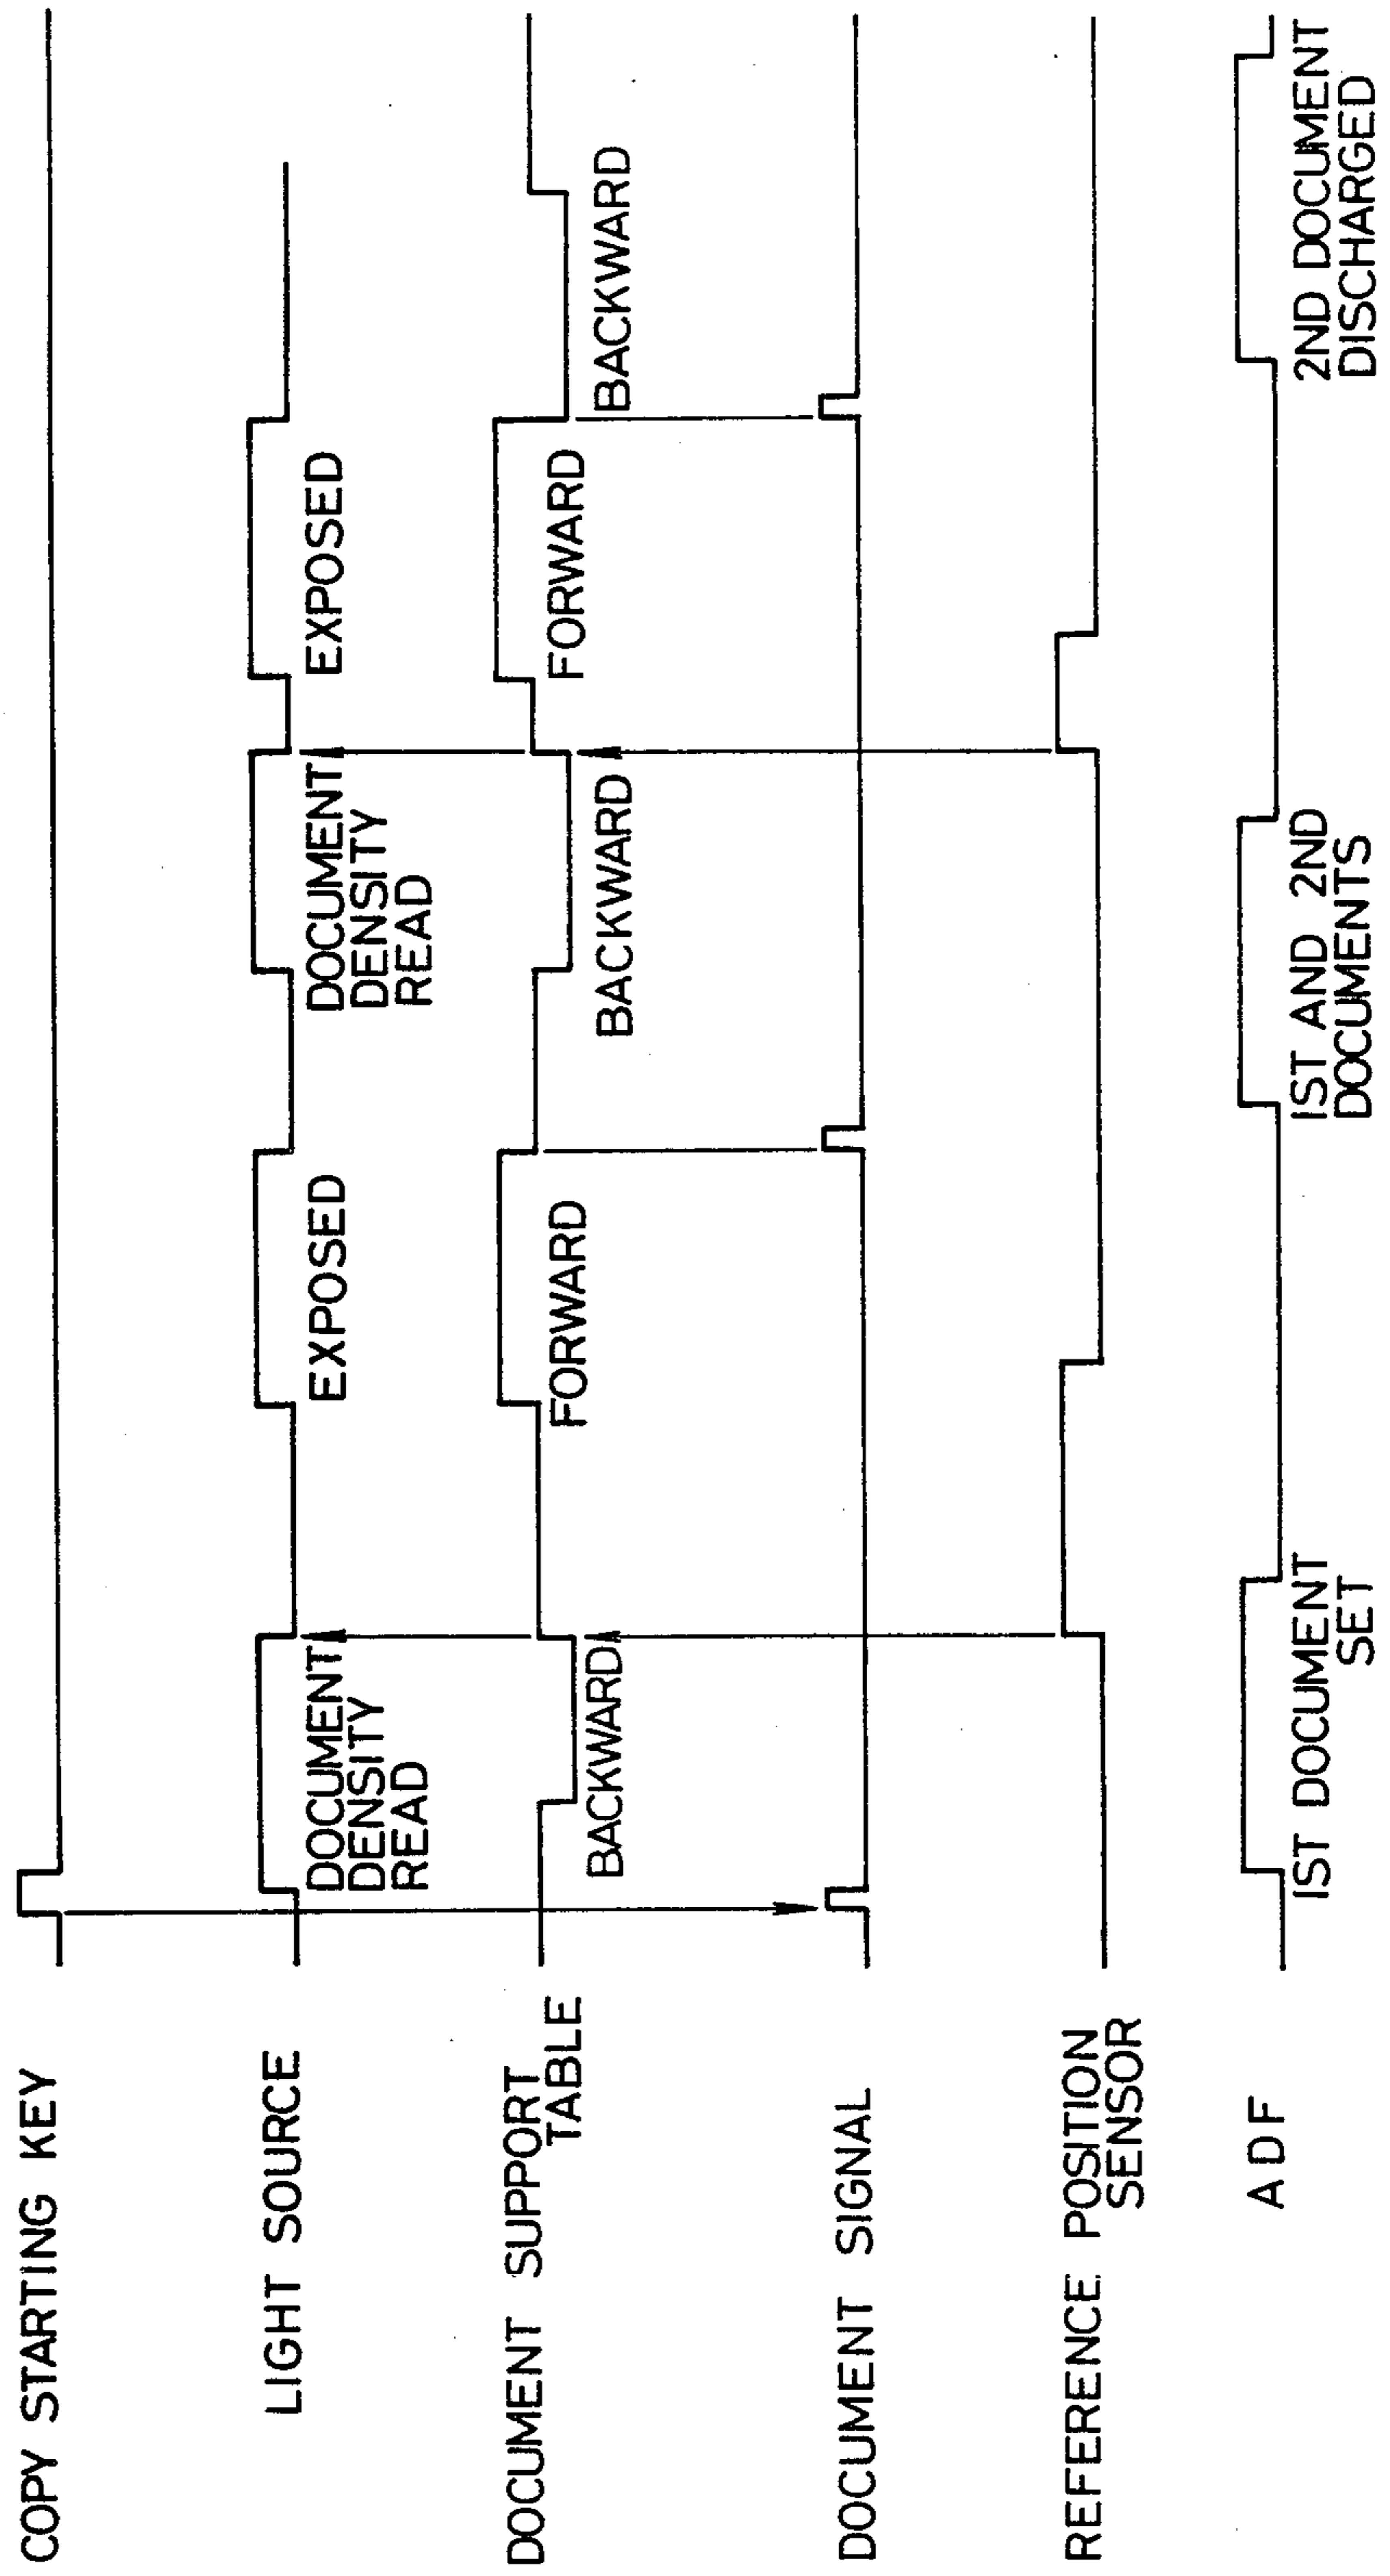 COPY STARTING KEY
LIGHT SOURCE
DOCUMENT DENSITY READ
EXPOSED
DOCUMENT DENSITY READ
EXPOSED
DOCUMENT SUPPORT
TABLE
BACKWARD
FORWARD
BACKWARD
FORWARD
BACKWARD
DOCUMENT SIGNAL
REFERENCE POSITION
SENSOR
ADF
IST DOCUMENT
SET
IST AND 2ND
DOCUMENTS
2ND DOCUMENT
DISCHARGED